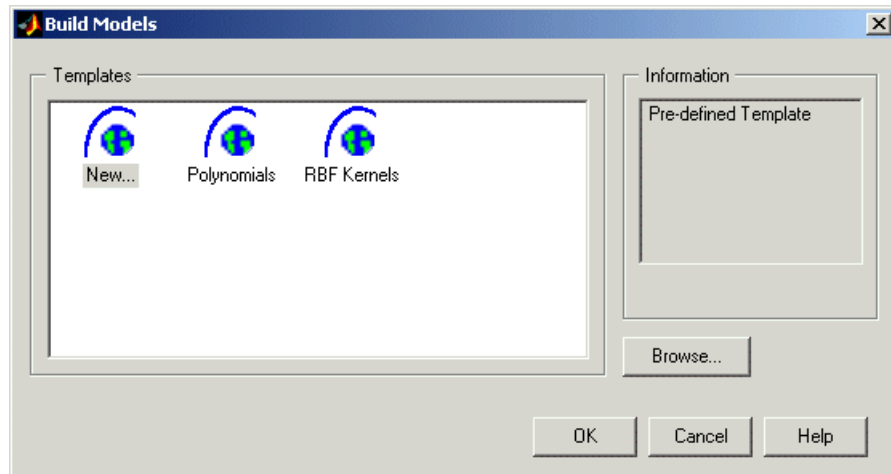 Build Models
Templates
New...
Polynomials
RBF Kernels
Information
Pre-defined Template
Browse...
OK
Cancel
Help